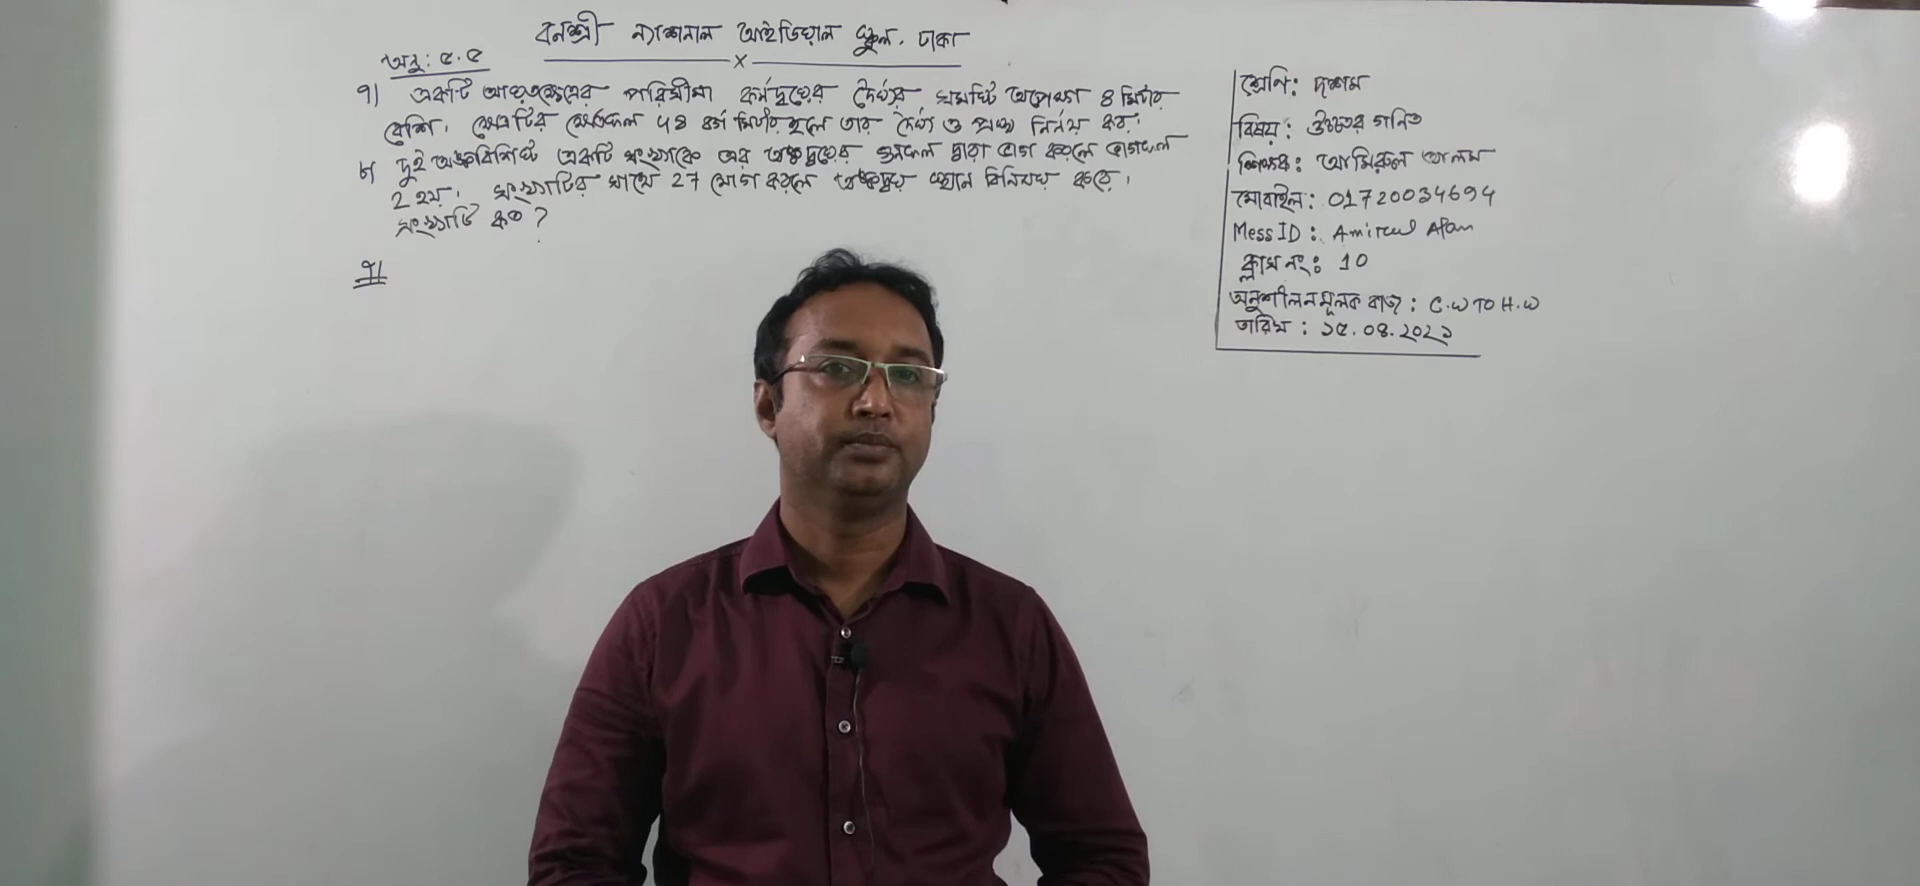 বনশ্রী ন্যাশনাল আইডিয়াল স্কুল, ঢাকা
x
অনু: ৫.৫
৭। একটি আয়তক্ষেত্রের পরিসীমা কর্ণদ্বয়ের দৈর্ঘ্যের সমষ্টি অপেক্ষা 8 মিটার
বেশি। ক্ষেত্রটির ক্ষেত্রফল ৭৪ বর্গ মিটার হলে তার দৈর্ঘ্য ও প্রস্থ নির্ণয় কর।
৮। দুই অঙ্কবিশিষ্ট একটি সংখ্যাকে এর অঙ্কদ্বয়ের গুণফল দ্বারা ভাগ করলে ভাগফল
2 হয়। সংখ্যাটির সাথে 27 যোগ করলে অঙ্কদ্বয় স্থান বিনিময় করে।
সংখ্যাটি কত?
৭।
শ্রেণি: দশম
বিষয়: উচ্চতর গনিত
শিক্ষক: আমিরুল আলম
মোবাইল: 01720034694
Mess ID: Amirul Alam
ক্লাস নং: 10
অনুশীলনমূলক কাজ: C.W TO H.W
তারিখ: ১৫.০৪.২০২১